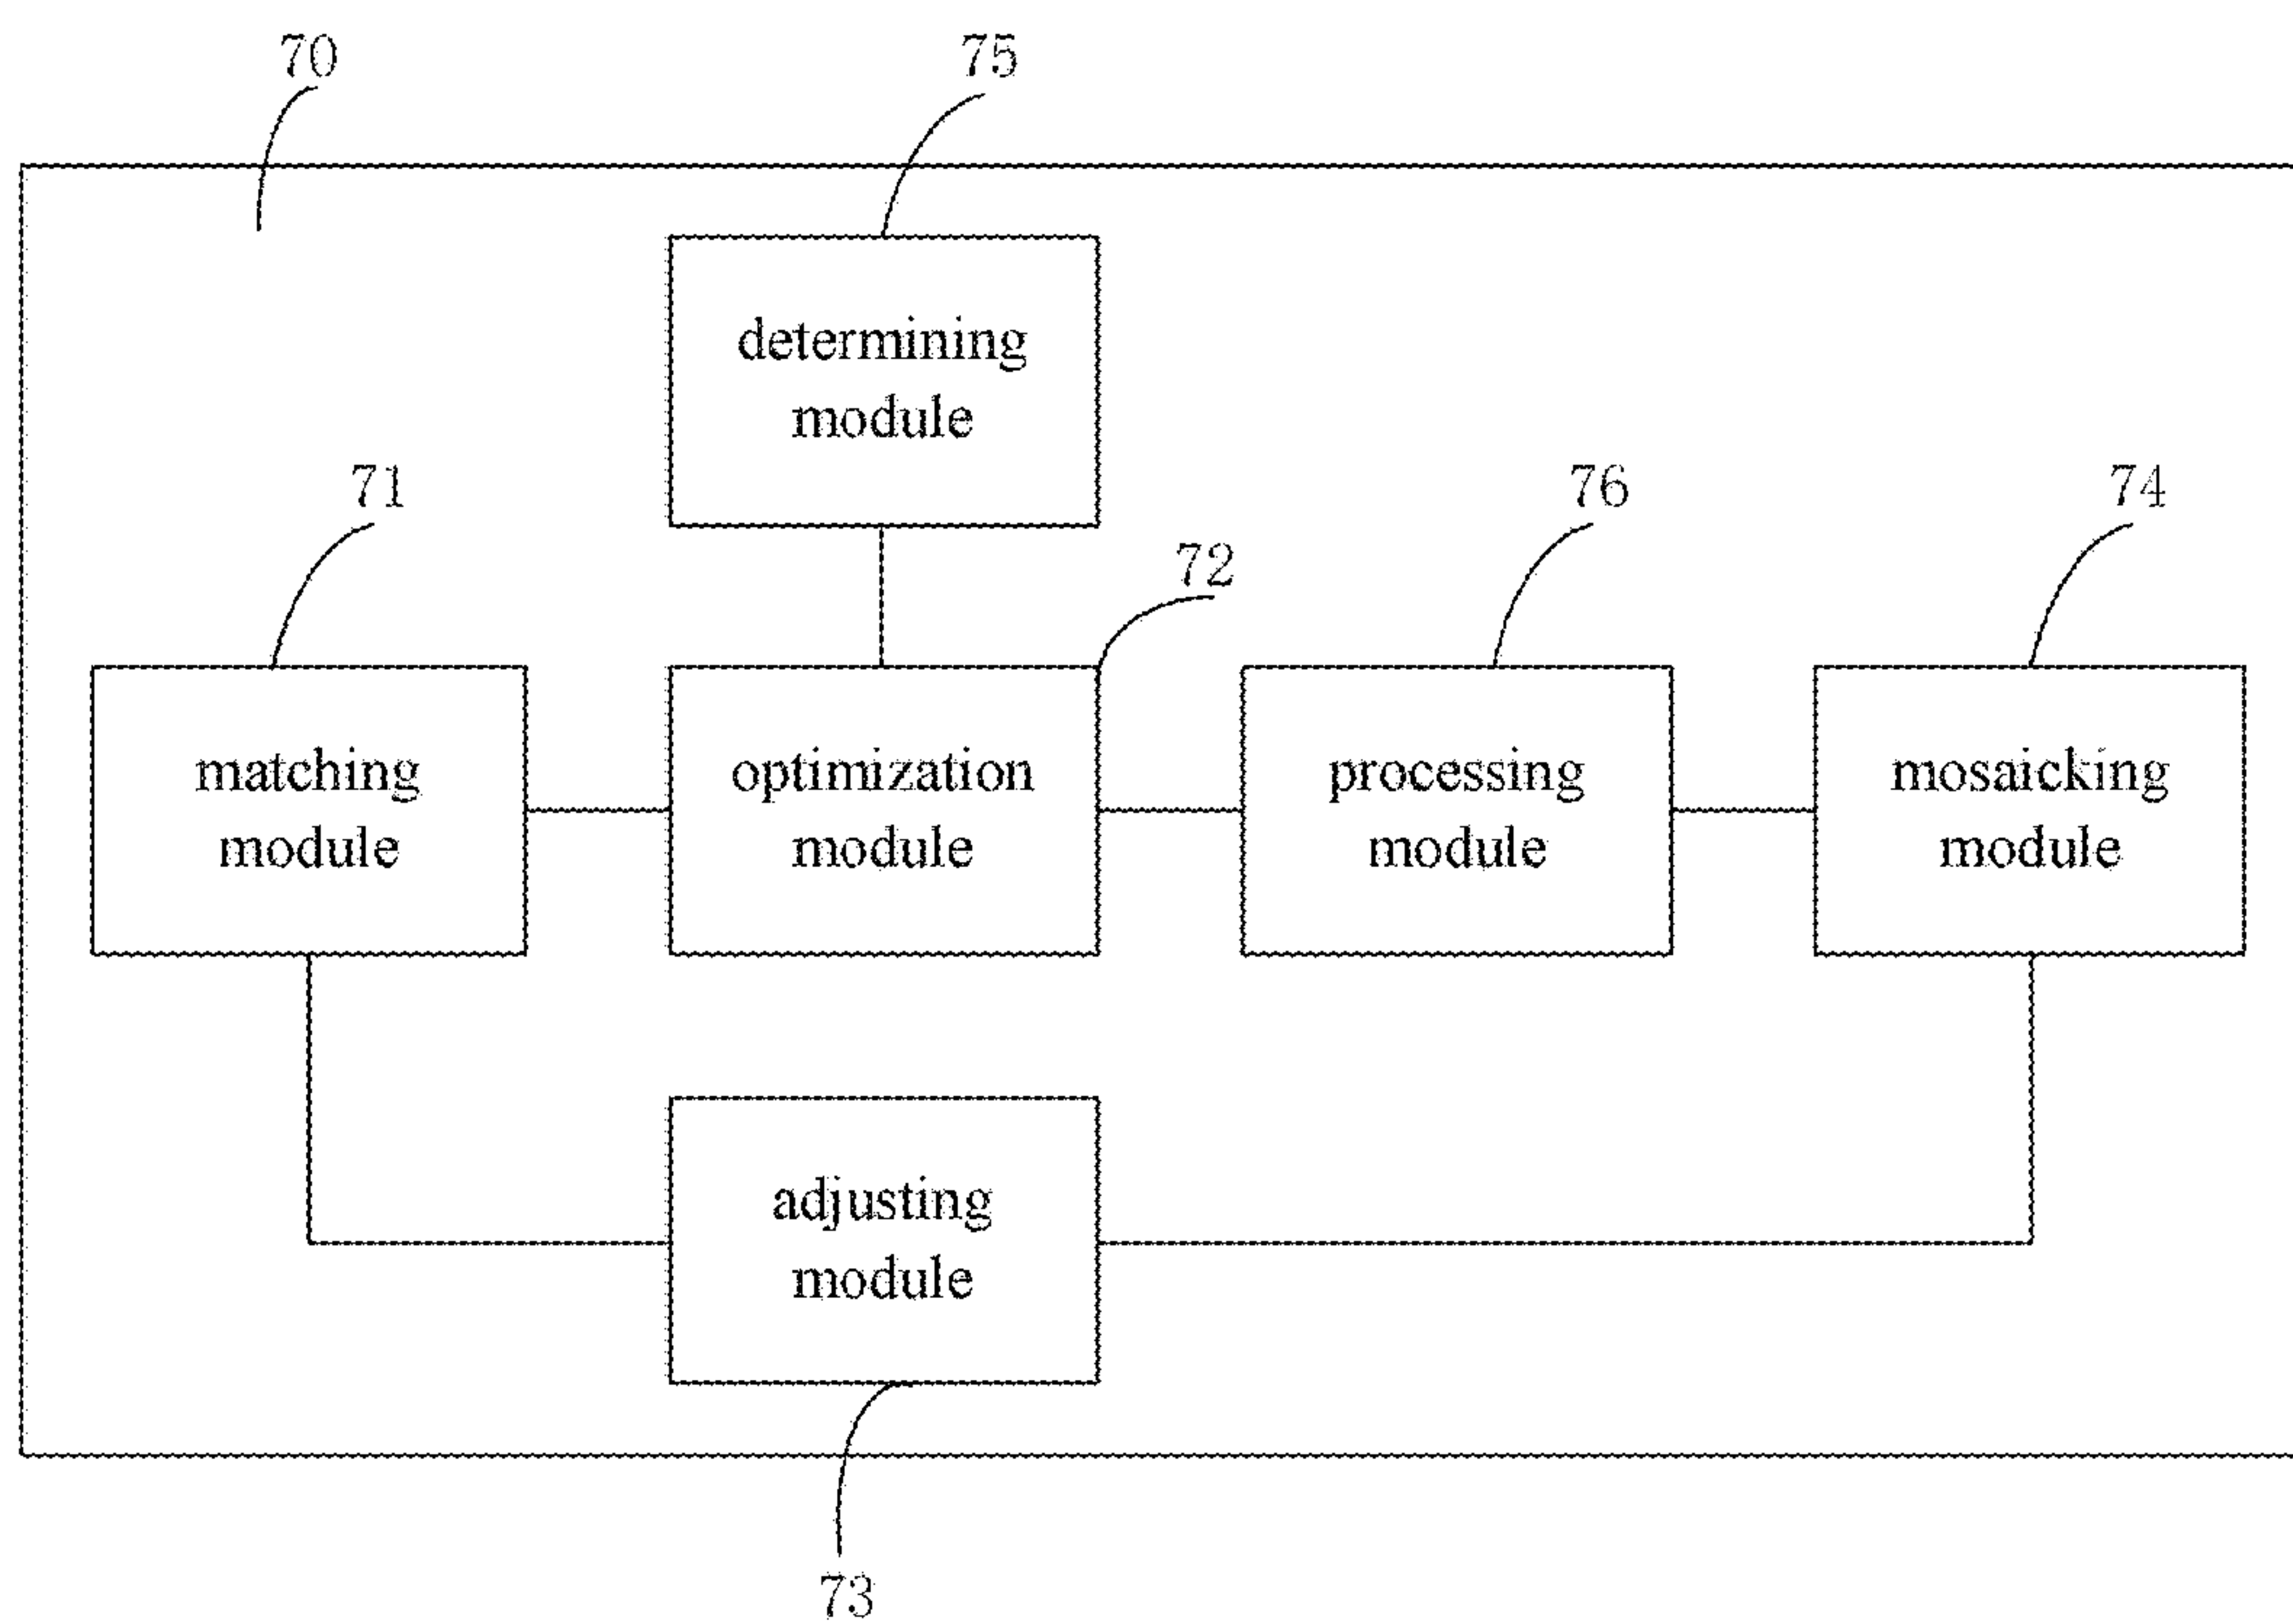 70
75
determining
module
71
76
74
72
matching
module
optimization
module
processing
module
mosaicking
module
adjusting
module
73